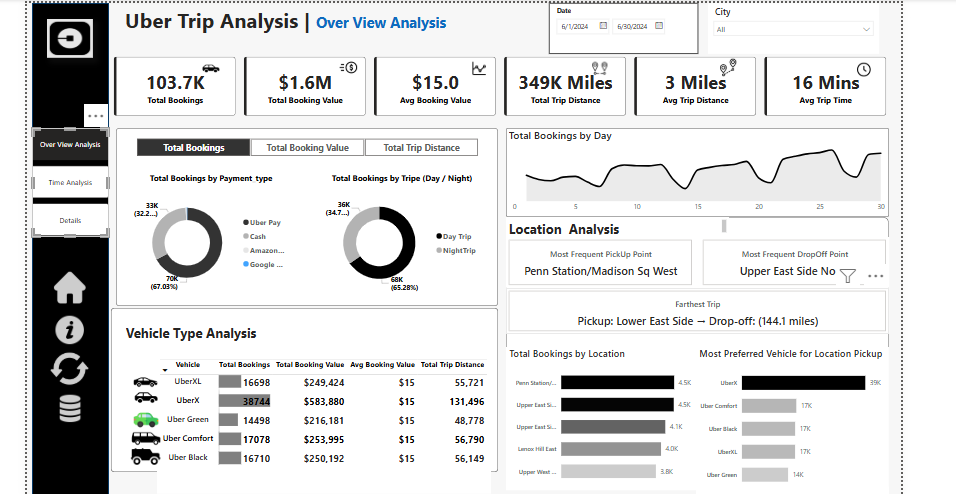 Uber Trip Analysis | Over View Analysis
Date
6/1/2024 6/30/2024
City
All
103.7K
Total Bookings
$1.6M
Total Booking Value
$15.0
Avg Booking Value
349K Miles
Total Trip Distance
3 Miles
Avg Trip Distance
16 Mins
Avg Trip Time
Over View Analysis
Time Analysis
Details
Total Bookings Total Booking Value Total Trip Distance
Total Bookings by Payment_type
33K
(32.2...)
70K
(67.03%)
Uber Pay
Cash
Amazon...
Google ...
Total Bookings by Tripe (Day / Night)
36K
(34.7...)
68K
(65.28%)
Day Trip
NightTrip
Total Bookings by Day
0 5 10 15 20 25 30
Location Analysis
Most Frequent PickUp Point
Penn Station/Madison Sq West
Most Frequent DropOff Point
Upper East Side No
Farthest Trip
Pickup: Lower East Side → Drop-off: (144.1 miles)
Vehicle Type Analysis
Vehicle Total Bookings Total Booking Value Avg Booking Value Total Trip Distance
UberXL 16698 $249,424 $15 55,721
UberX 38744 $583,880 $15 131,496
Uber Green 14498 $216,181 $15 48,778
Uber Comfort 17078 $253,995 $15 56,790
Uber Black 16710 $250,192 $15 56,149
Total Bookings by Location
Penn Station/... 4.5K
Upper East Si... 4.5K
Upper East Si... 4.1K
Lenox Hill East 4.0K
Upper West ... 3.8K
Most Preferred Vehicle for Location Pickup
UberX 39K
Uber Comfort 17K
Uber Black 17K
UberXL 17K
Uber Green 14K